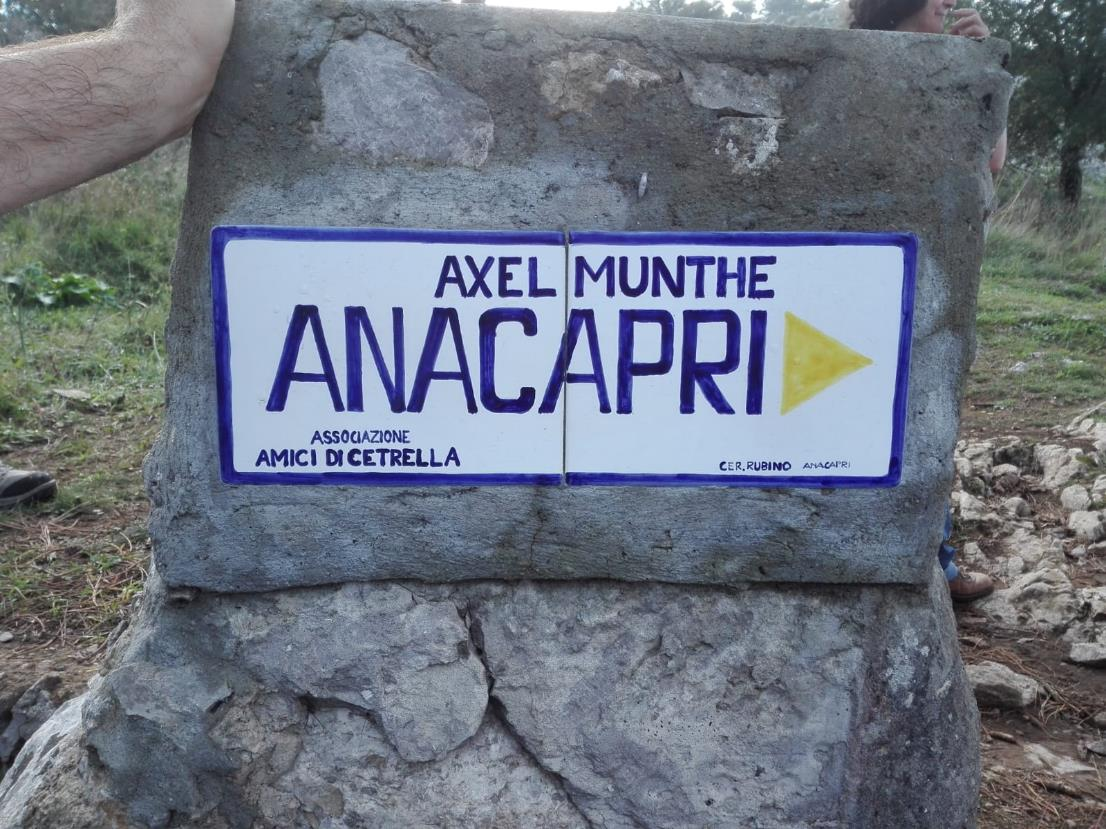 AXEL MUNTHE
ANACAPRI
ASSOCIAZIONE
AMICI DI CETRELLA
CER. RUBINO ANACAPRI